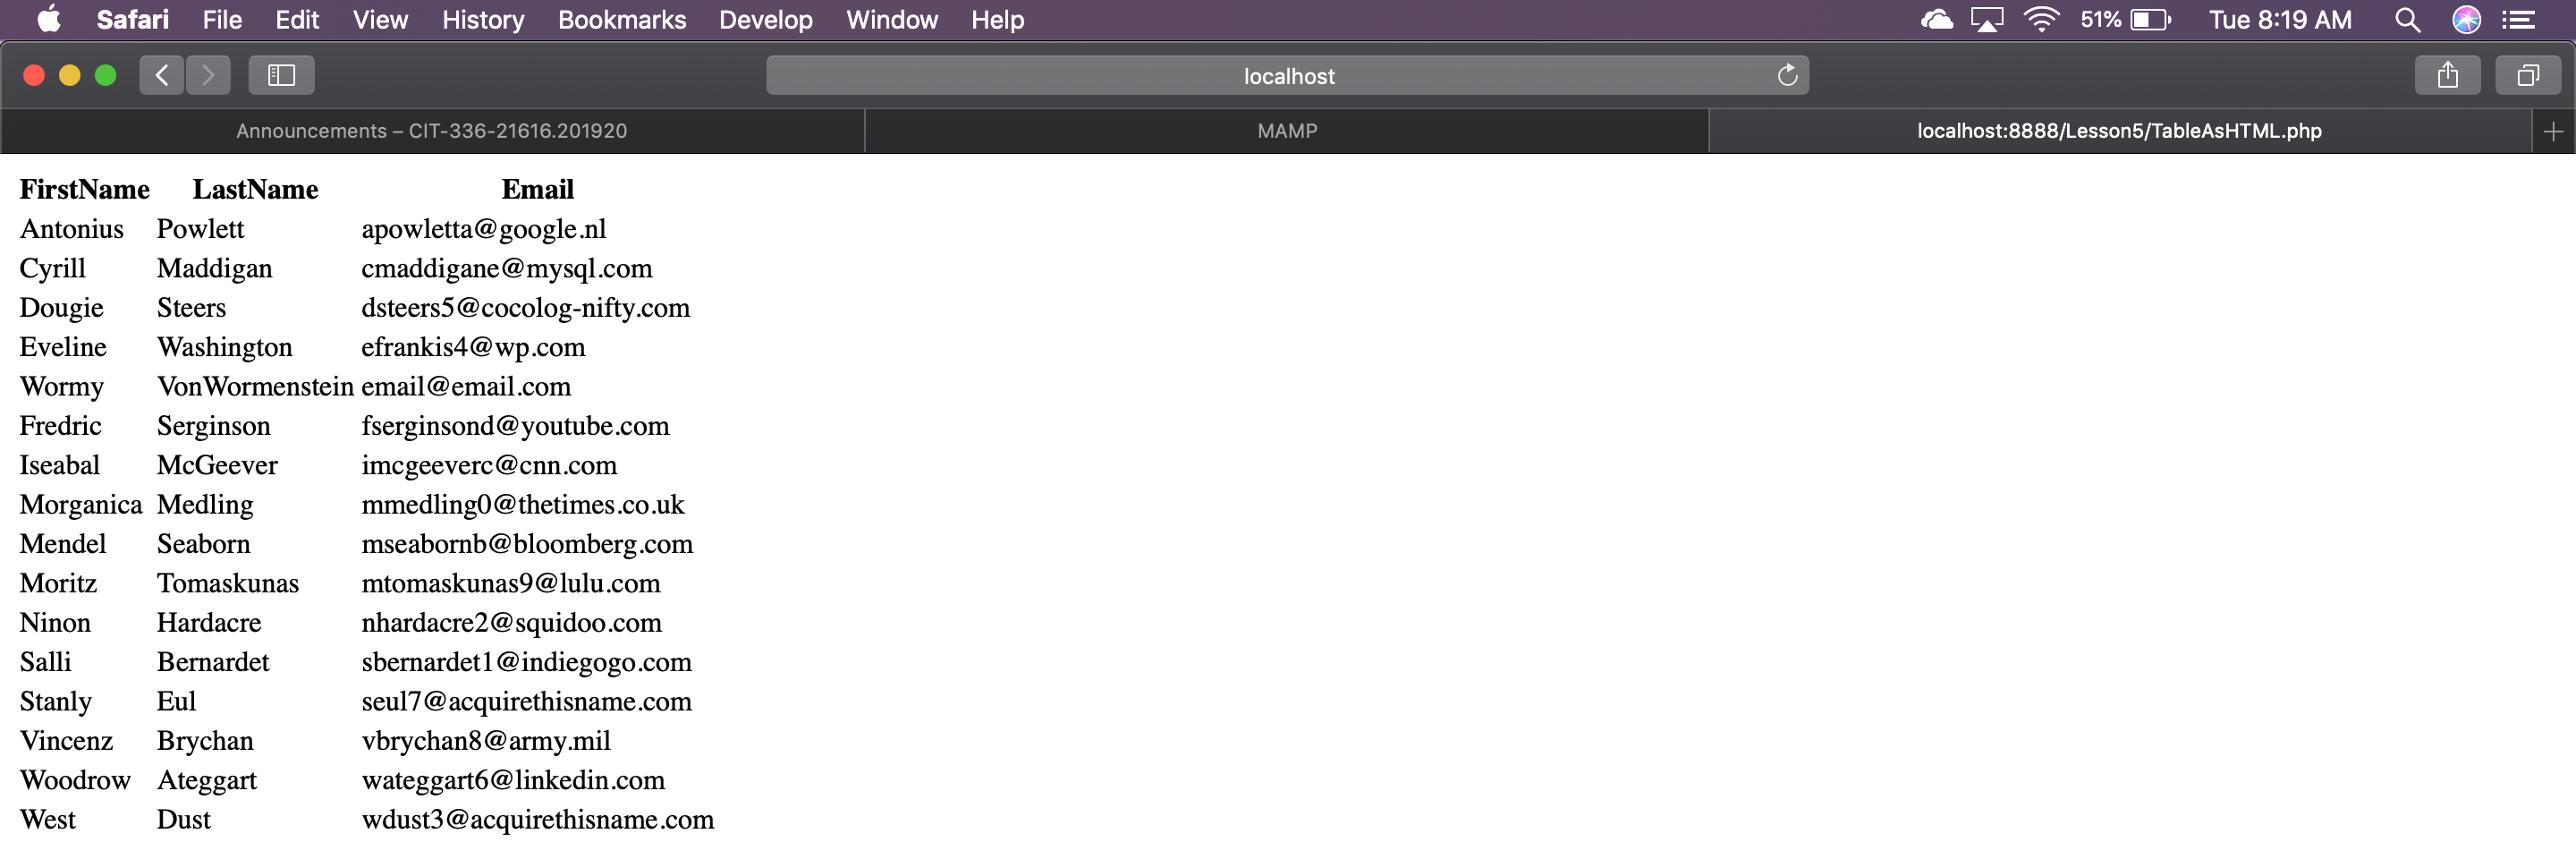 Safari File Edit View History Bookmarks Develop Window Help 51% Tue 8:19 AM
localhost
Announcements – CIT-336-21616.201920 MAMP localhost:8888/Lesson5/TableAsHTML.php
FirstName LastName Email
Antonius Powlett apowletta@google.nl
Cyrill Maddigan cmaddigane@mysql.com
Dougie Steers dsteers5@cocolog-nifty.com
Eveline Washington efrankis4@wp.com
Wormy VonWormenstein email@email.com
Fredric Serginson fserginsond@youtube.com
Iseabal McGeever imcgeeverc@cnn.com
Morganica Medling mmedling0@thetimes.co.uk
Mendel Seaborn mseabornb@bloomberg.com
Moritz Tomaskunas mtomaskunas9@lulu.com
Ninon Hardacre nhardacre2@squidoo.com
Salli Bernardet sbernardet1@indiegogo.com
Stanly Eul seul7@acquirethisname.com
Vincenz Brychan vbrychan8@army.mil
Woodrow Ateggart wateggart6@linkedin.com
West Dust wdust3@acquirethisname.com